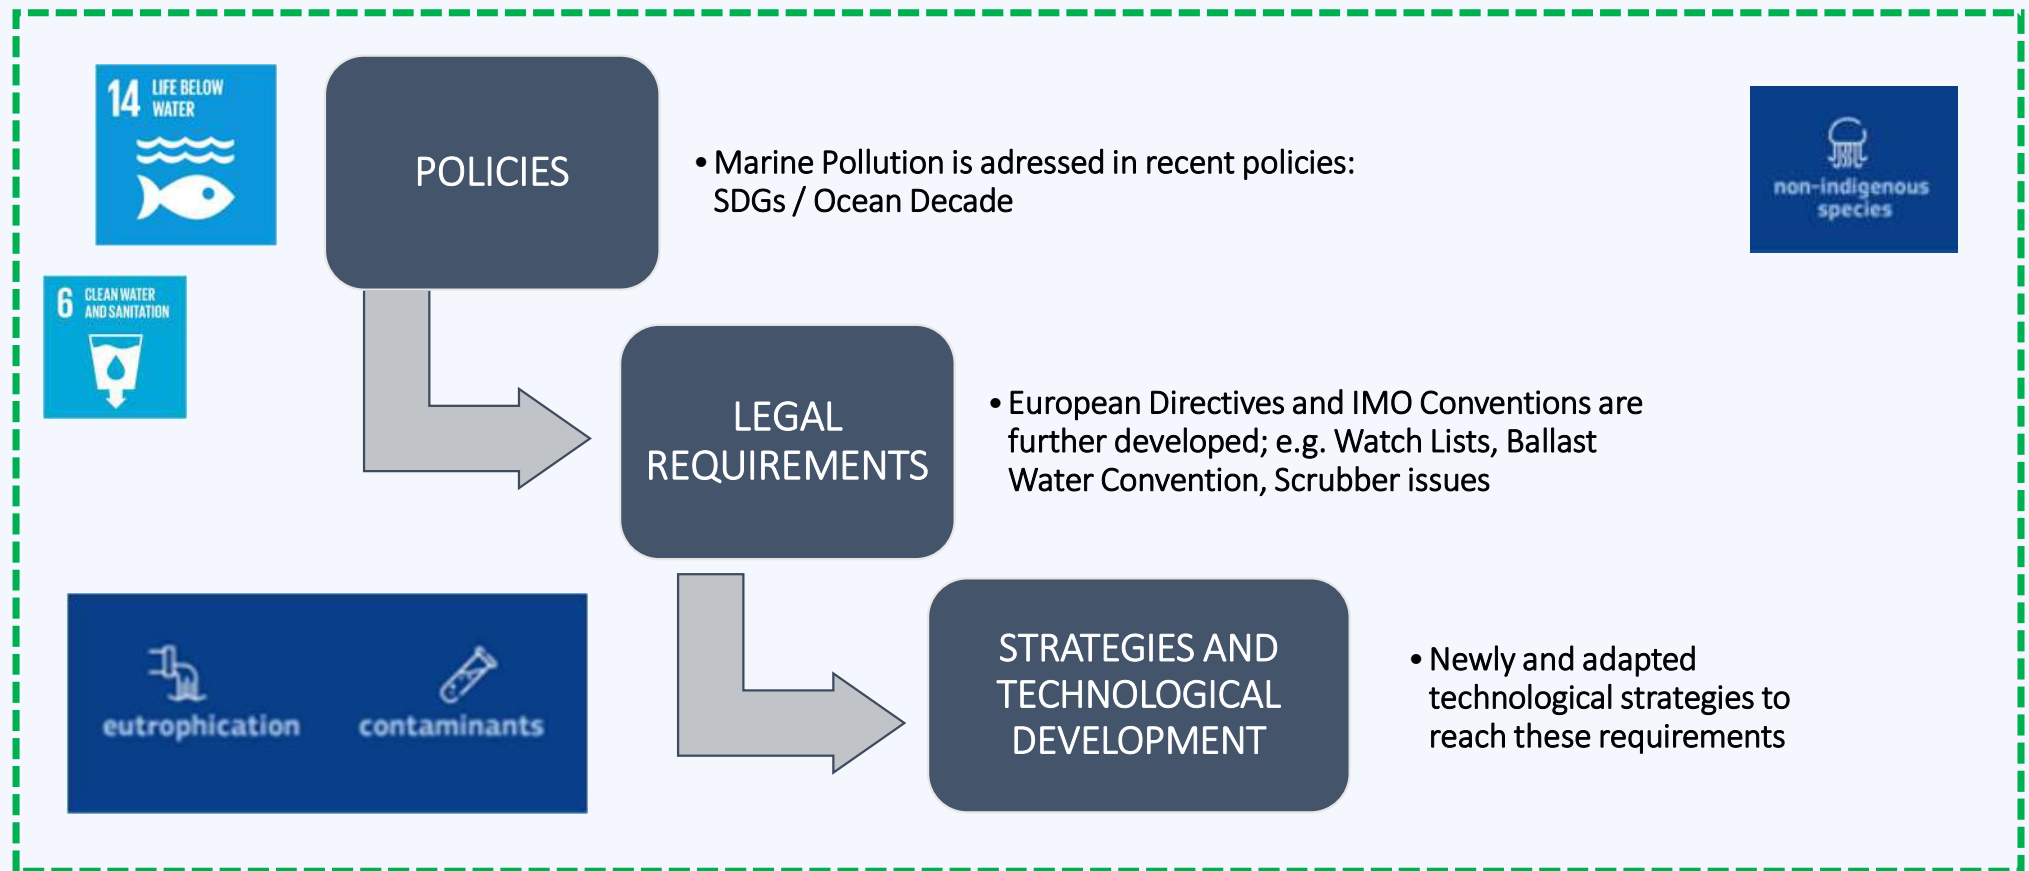 14 LIFE BELOW
WATER
POLICIES
• Marine Pollution is adressed in recent policies:
SDGs / Ocean Decade
non-indigenous
species
6 CLEAN WATER
AND SANITATION
LEGAL
REQUIREMENTS
• European Directives and IMO Conventions are
further developed; e.g. Watch Lists, Ballast
Water Convention, Scrubber issues
eutrophication
contaminants
STRATEGIES AND
TECHNOLOGICAL
DEVELOPMENT
• Newly and adapted
technological strategies to
reach these requirements